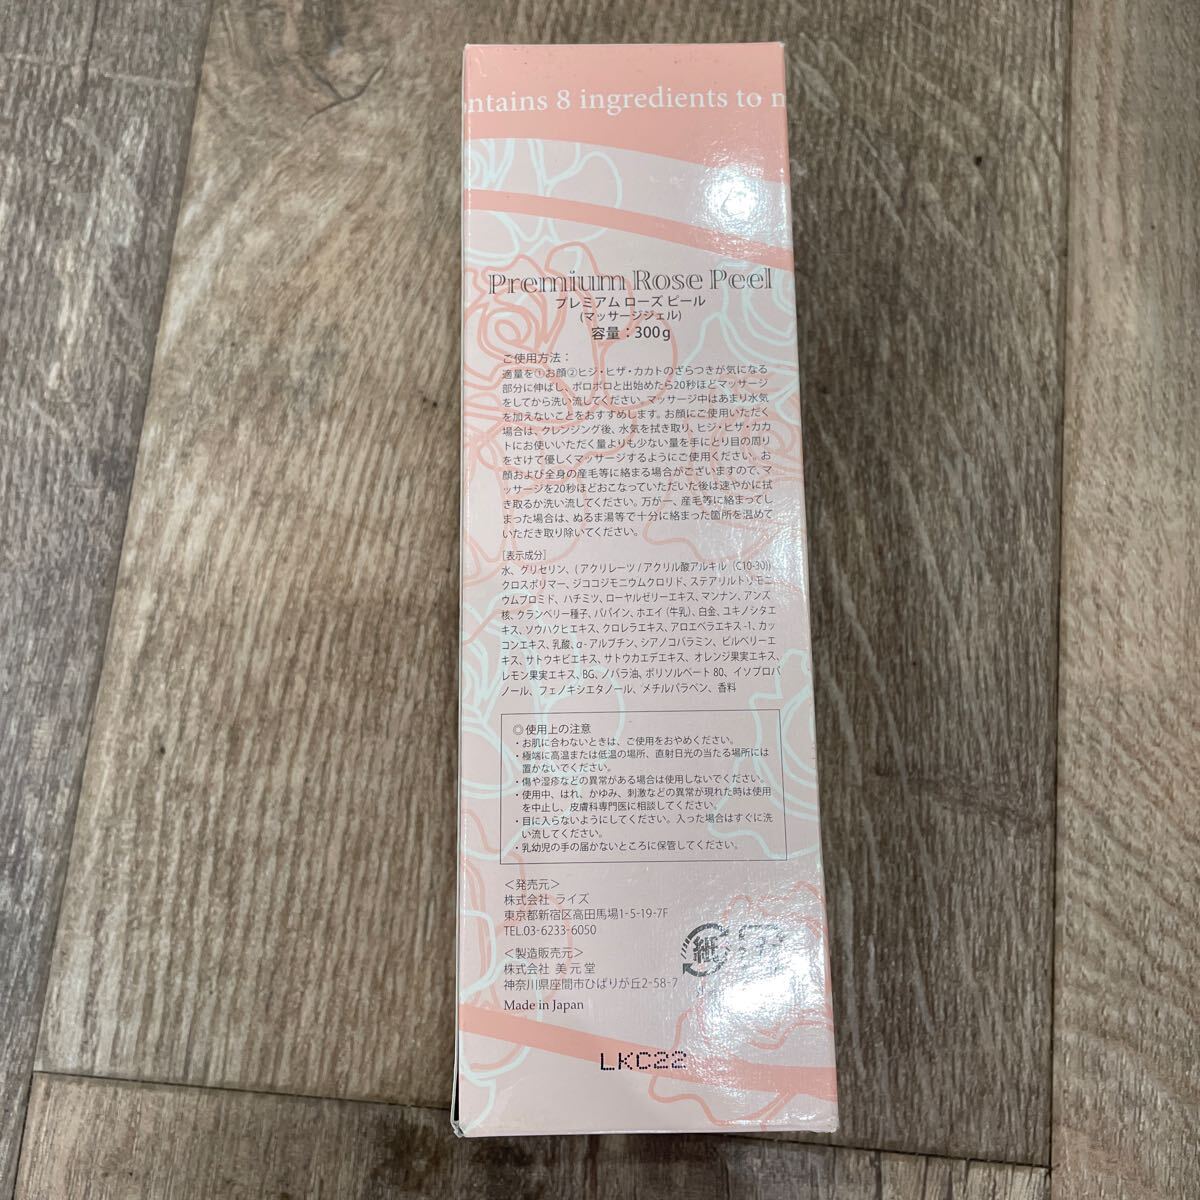 ntains 8 ingredients to
Premium Rose Peel
プレミアム ローズ ピール
(マッサージジェル)
容量：300g
ご使用方法：
適量を①お顔②ヒジ・ヒザ・カカトのざらつきが気になる
部分に伸ばし、ポロポロと出始めたら20秒ほどマッサージ
をしてから洗い流してください。マッサージ中はあまり水気
を加えないことをおすすめします。お顔にご使用いただく
場合は、クレンジング後、水気を拭き取り、ヒジ・ヒザ・カカ
トにお使いいただく量よりも少ない量を手にとり目の周り
をさけて優しくマッサージするようにご使用ください。お
顔および全身の産毛等に絡まる場合がございますので、マ
ッサージを20秒ほどおこなっていただいた後は速やかに拭
き取るか洗い流してください。万が一、産毛等に絡まってし
まった場合は、ぬるま湯等で十分に絡まった箇所を温めて
いただき取り除いてください。
[表示成分]
水、グリセリン、(アクリレーツ/アクリル酸アルキル (C10-30))
クロスポリマー、ジココジモニウムクロリド、ステアリルトリモニ
ウムブロミド、ハチミツ、ローヤルゼリーエキス、マンナン、アンズ
核、クランベリー種子、パパイン、ホエイ(牛乳)、白金、ユキノシタエ
キス、ソウハクヒエキス、クロレラエキス、アロエベラエキス-1、カッ
コンエキス、乳酸、α-アルブチン、シアノコバラミン、ビルベリーエ
キス、サトウキビエキス、サトウカエデエキス、オレンジ果実エキス、
レモン果実エキス、BG、ノバラ油、ポリソルベート80、イソプロパ
ノール、フェノキシエタノール、メチルパラベン、香料
◎使用上の注意
・お肌に合わないときは、ご使用をおやめください。
・極端に高温または低温の場所、直射日光の当たる場所には
置かないでください。
・傷や湿疹などの異常がある場合は使用しないでください。
・使用中、はれ、かゆみ、刺激などの異常が現れた時は使用
を中止し、皮膚科専門医に相談してください。
・目に入らないようにしてください。入った場合はすぐに洗
い流してください。
・乳幼児の手の届かないところに保管してください。
＜発売元＞
株式会社 ライズ
東京都新宿区高田馬場1-5-19-7F
TEL.03-6233-6050
＜製造販売元＞
株式会社 美元堂
神奈川県座間市ひばりが丘2-58-7
Made in Japan
紙
LKC22